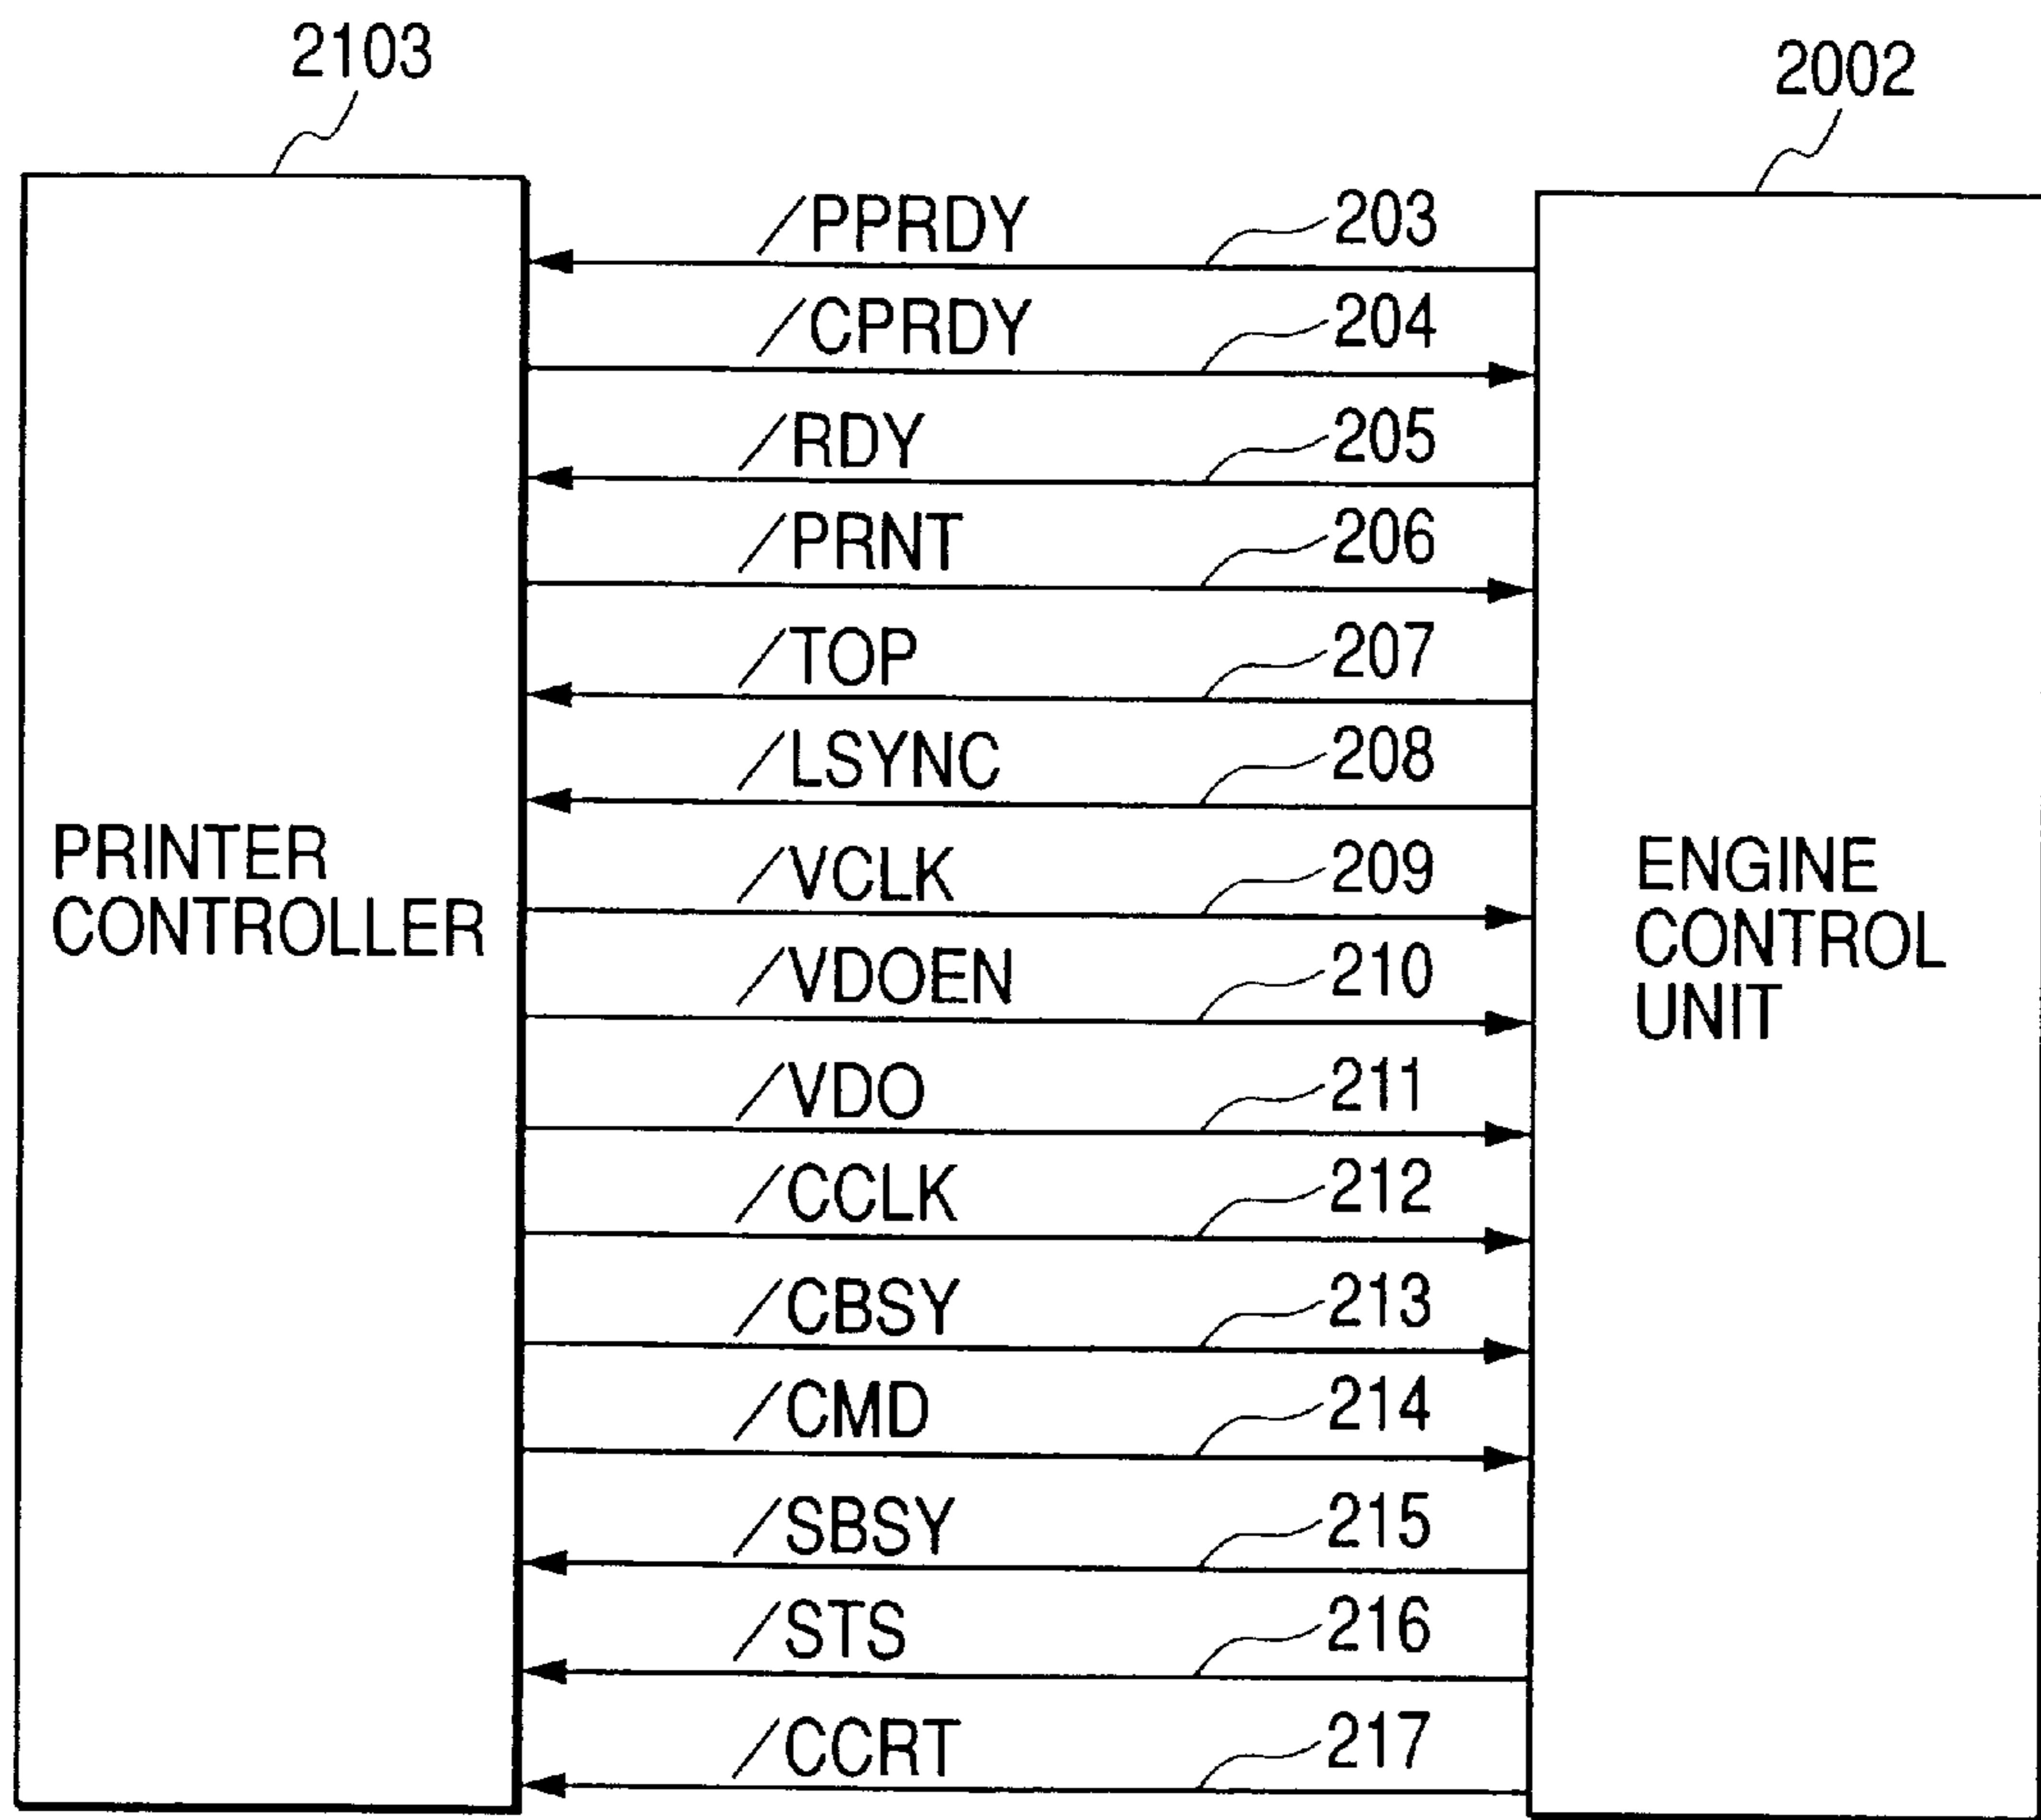 2103
2002
/PPRDY 203
/CPRDY 204
/RDY 205
/PRNT 206
/TOP 207
/LSYNC 208
/VCLK 209
/VDOEN 210
/VDO 211
/CCLK 212
/CBSY 213
/CMD 214
/SBSY 215
/STS 216
/CCRT 217
PRINTER
CONTROLLER
ENGINE
CONTROL
UNIT